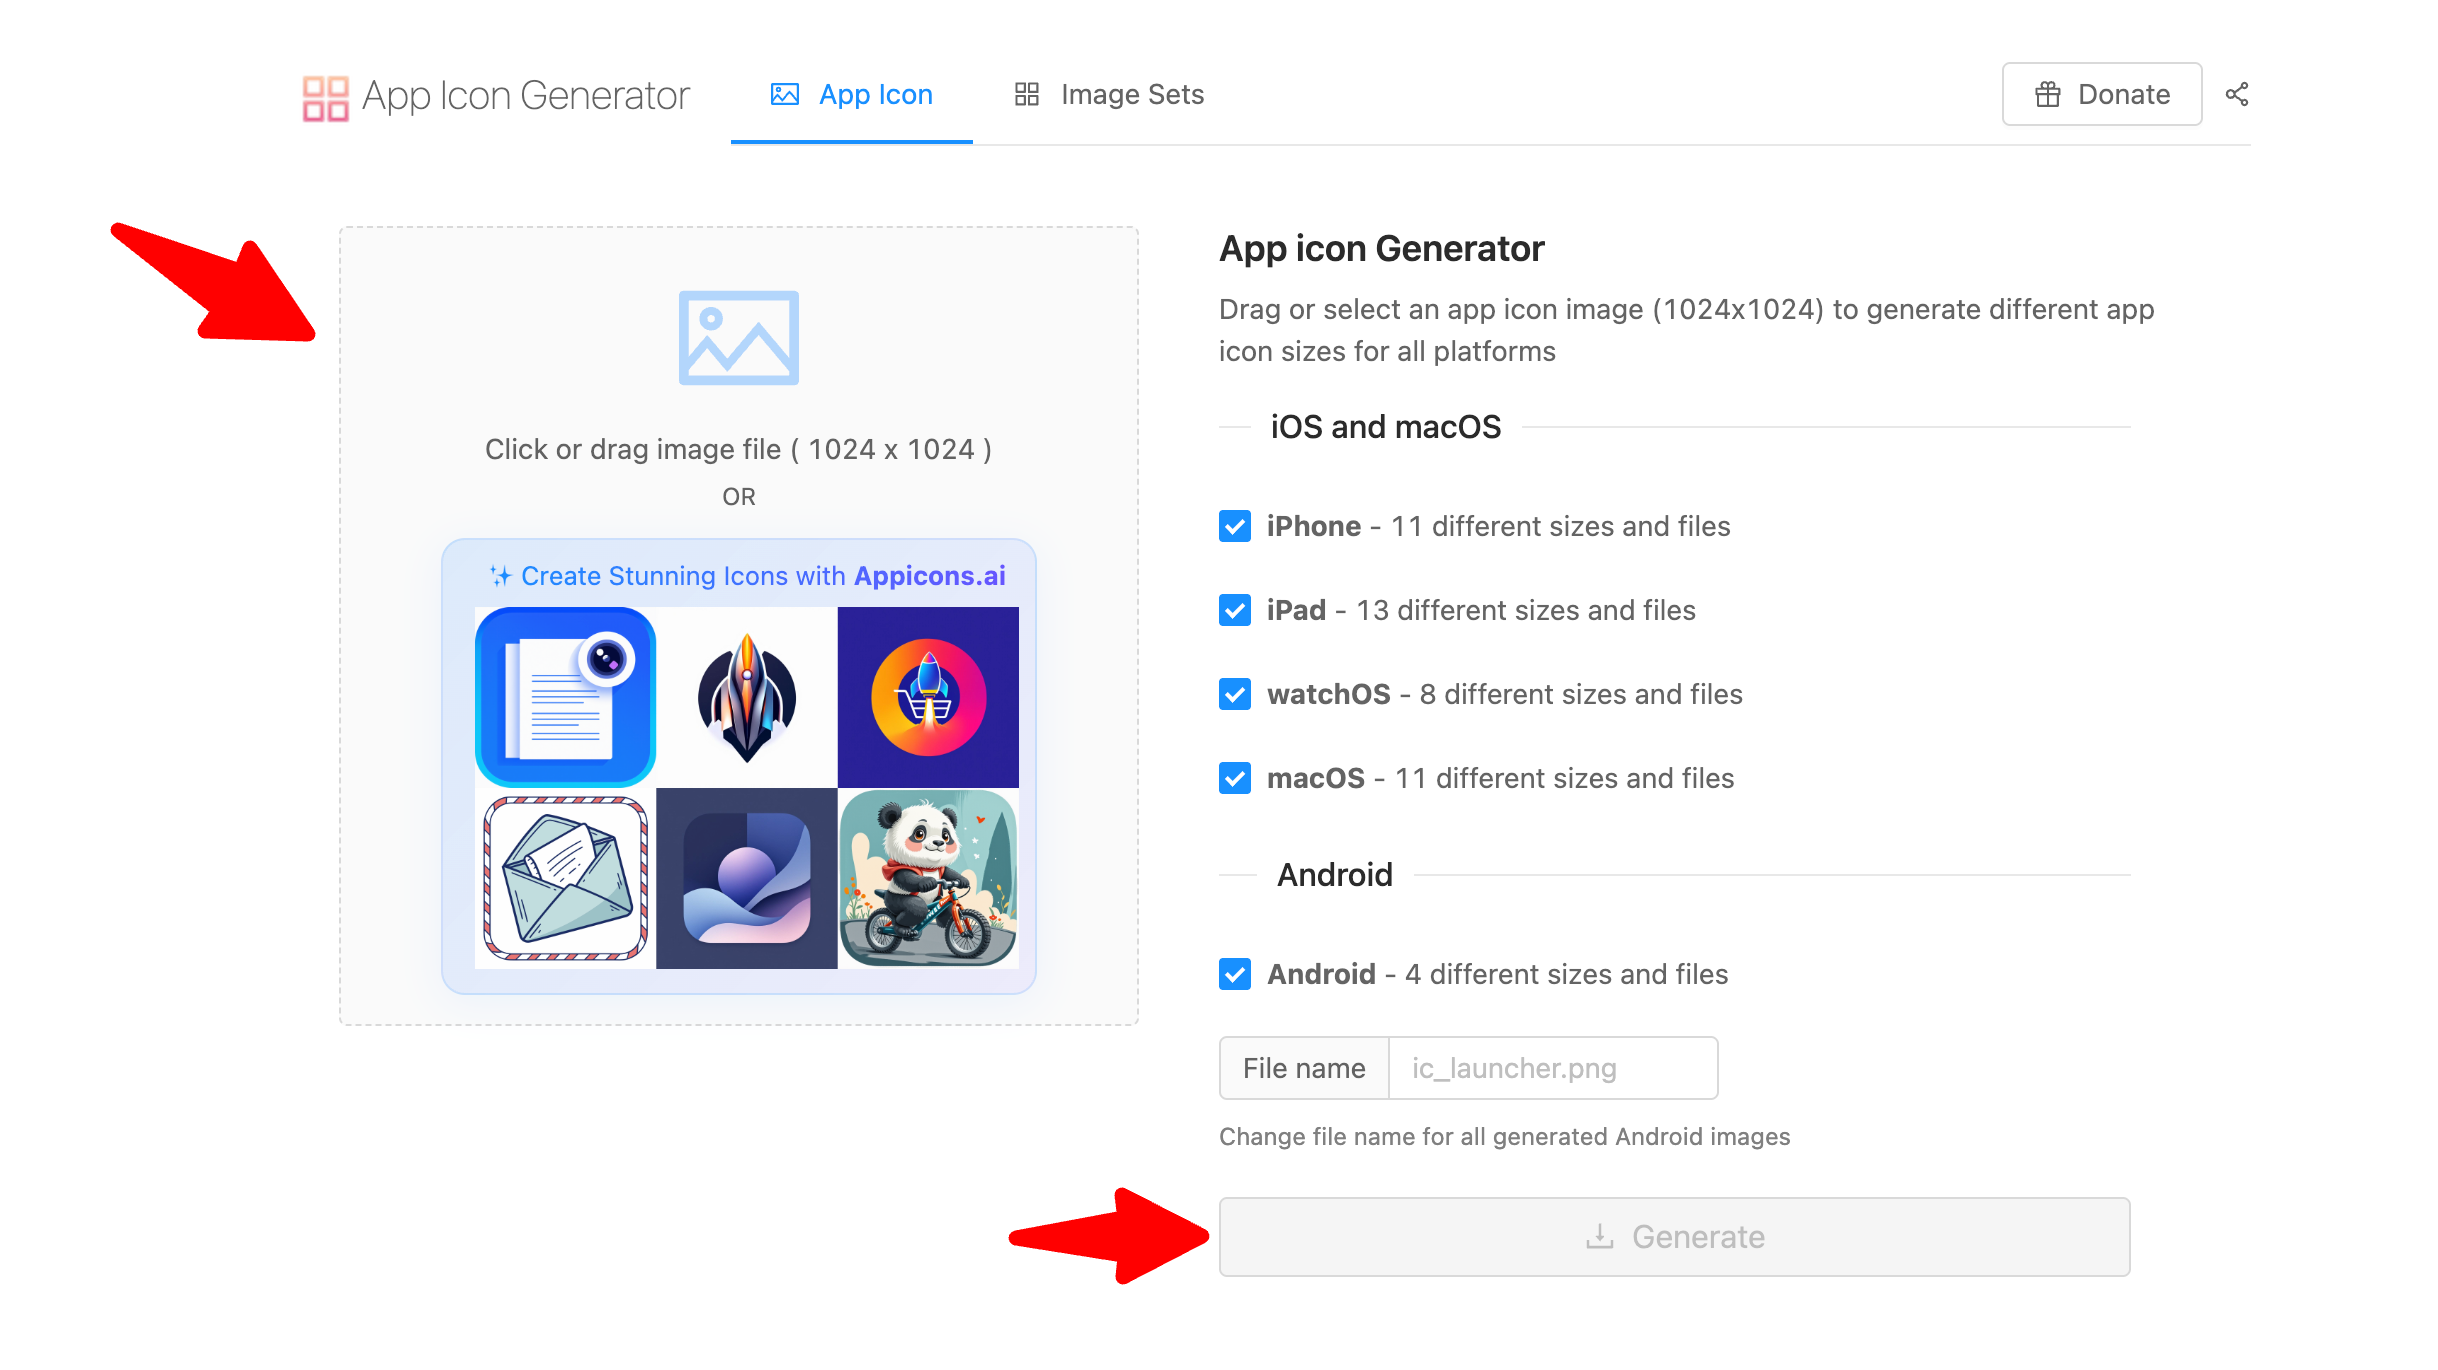 App Icon Generator
App Icon
Image Sets
Donate
Click or drag image file ( 1024 x 1024 )
OR
Create Stunning Icons with Appicons.ai
App icon Generator
Drag or select an app icon image (1024x1024) to generate different app
icon sizes for all platforms
iOS and macOS
iPhone - 11 different sizes and files
iPad - 13 different sizes and files
watchOS - 8 different sizes and files
macOS - 11 different sizes and files
Android
Android - 4 different sizes and files
File name
ic_launcher.png
Change file name for all generated Android images
Generate